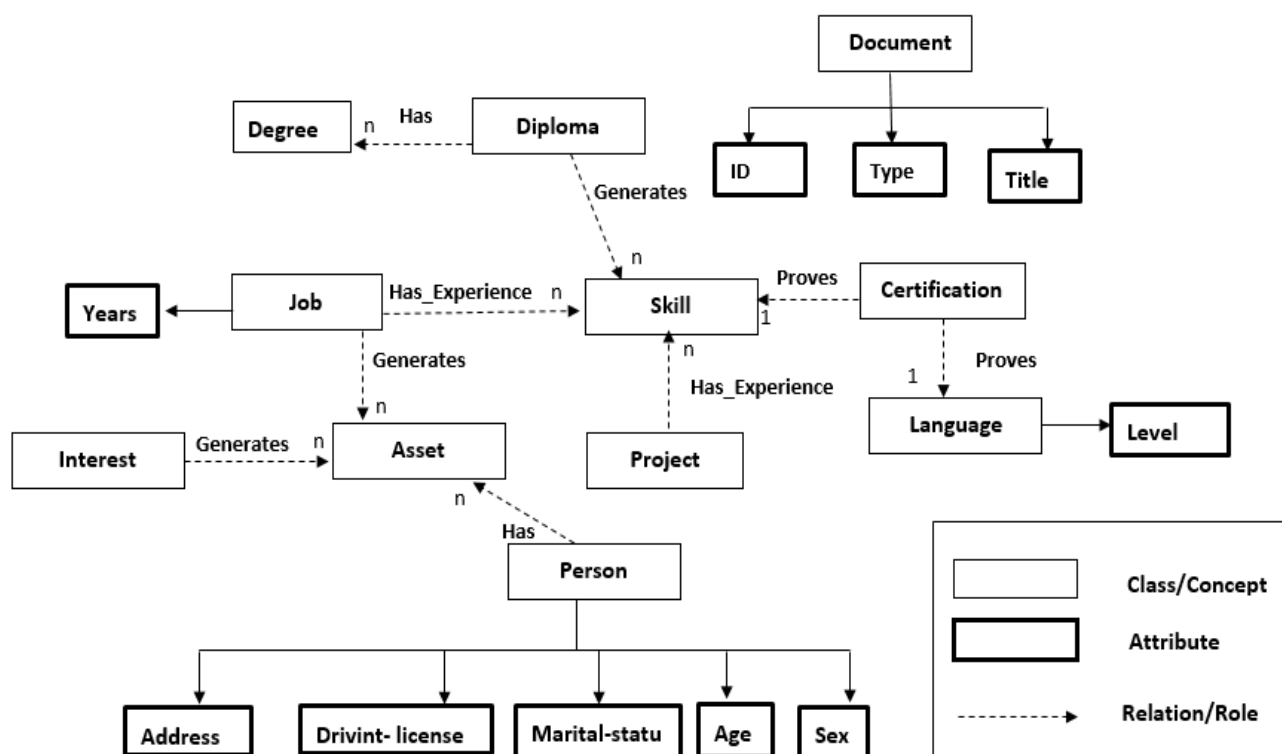 Document
Degree
n
Has
Diploma
ID
Type
Title
Generates
n
Years
Job
Has_Experience
n
Skill
1
Proves
Certification
Generates
n
n
Has_Experience
1
Proves
Interest
Generates
n
Asset
Project
Language
Level
n
Has
Person
Class/Concept
Attribute
Relation/Role
Address
Drivint- license
Marital-statu
Age
Sex